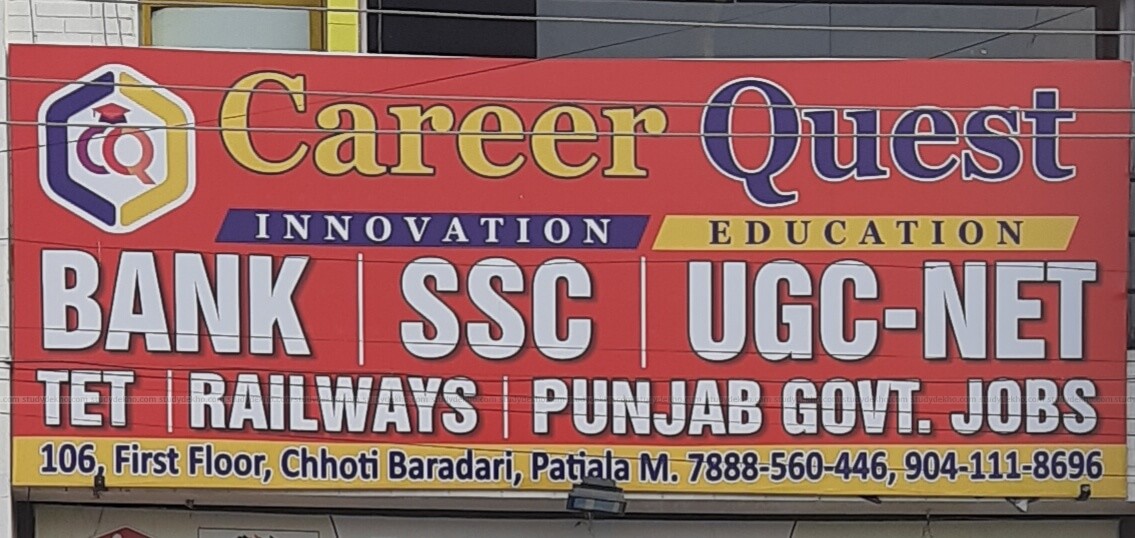 CQ
Career Quest
INNOVATION EDUCATION
BANK | SSC | UGC-NET
TET | RAILWAYS | PUNJAB GOVT. JOBS
106, First Floor, Chhoti Baradari, Patiala M. 7888-560-446, 904-111-8696